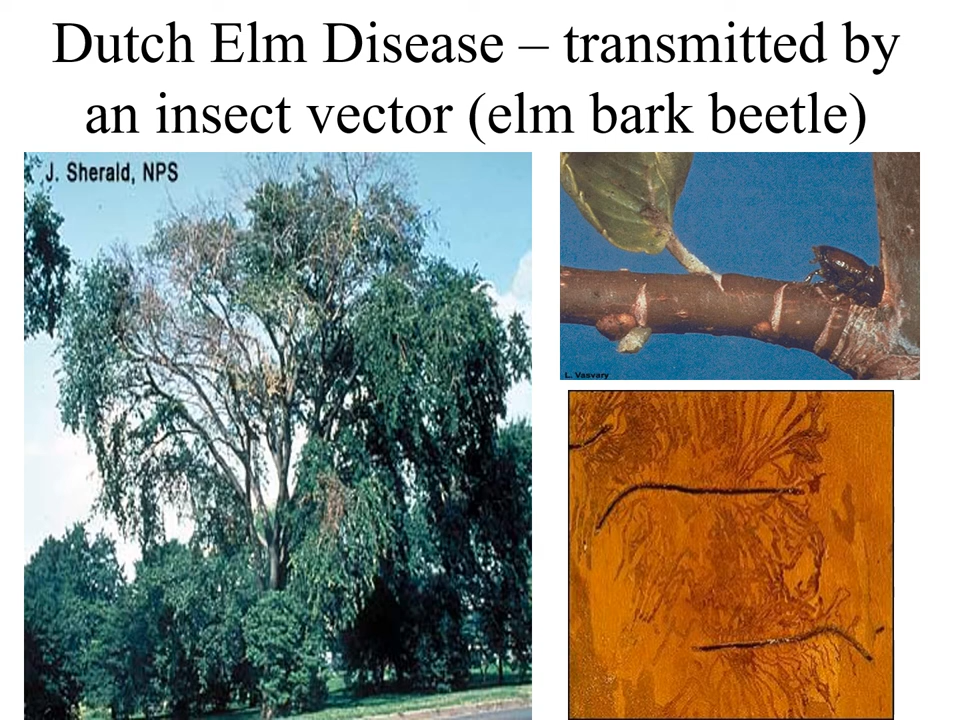 Dutch Elm Disease – transmitted by
an insect vector (elm bark beetle)
J. Sherald, NPS
L. Vasvary